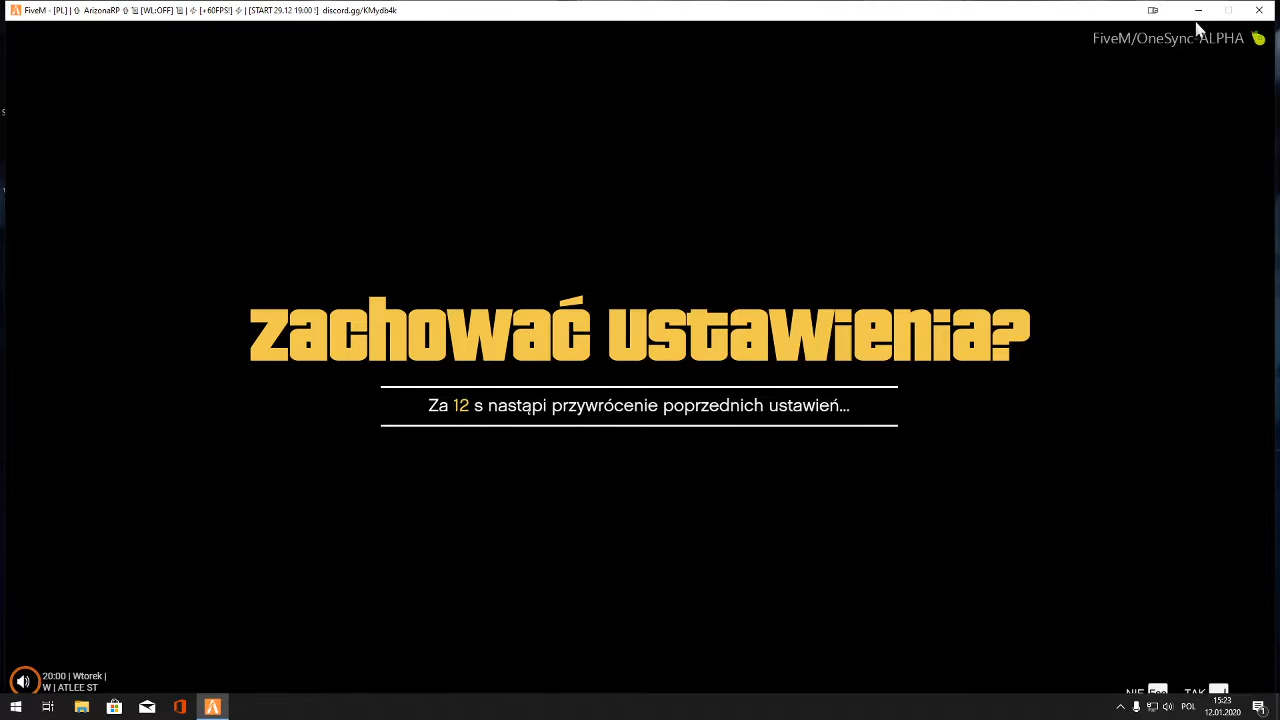 FiveM - [PL] | ⇧ ArizonaRP ⇧ [WL:OFF] | [+60FPS!] | [START 29.12 19:00 !] discord.gg/KMydb4k
FiveM/OneSync-ALPHA
zachować ustawienia?
Za 12 s nastąpi przywrócenie poprzednich ustawień...
20:00 | Wtorek |
W | ATLEE ST
NIE Esc TAK
POL
15:23
12.01.2020